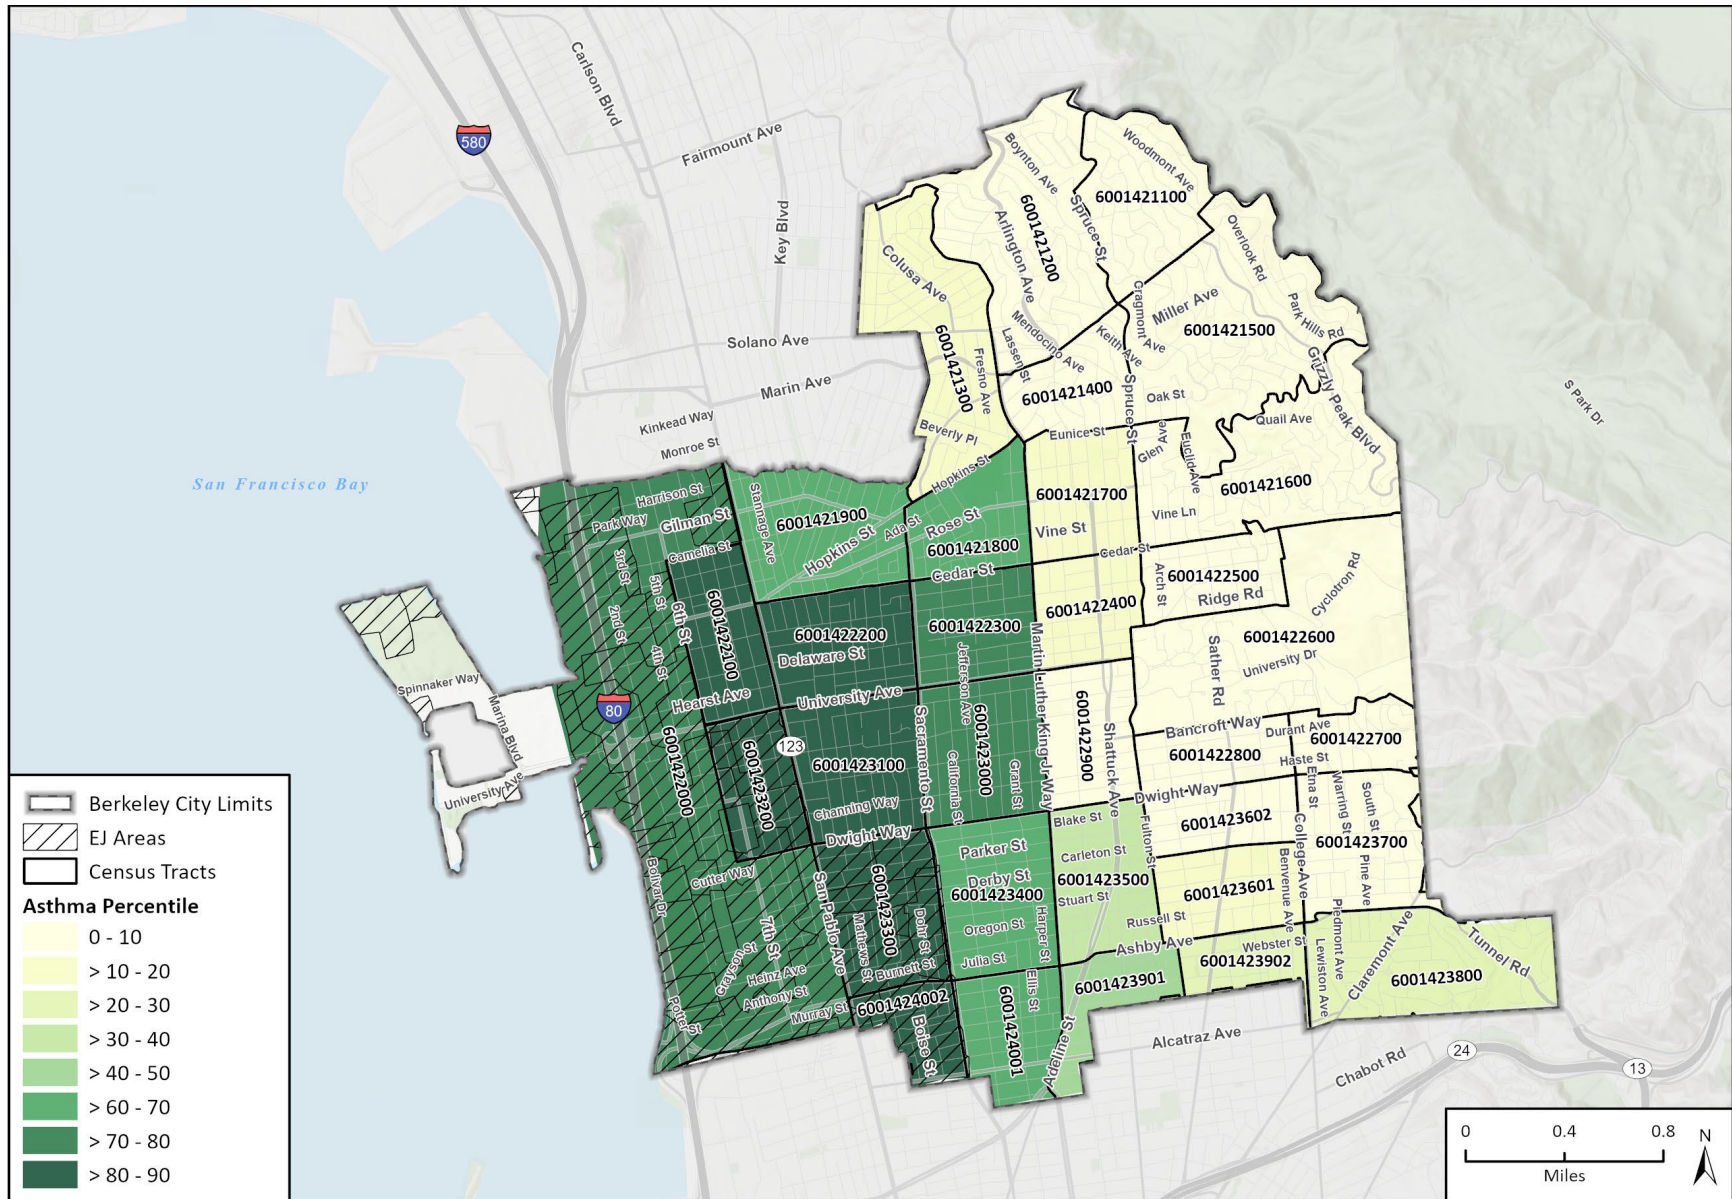 580
Carlson Blvd
Fairmount Ave
Key Blvd
Solano Ave
Marin Ave
Kinkead Way
Monroe St
San Francisco Bay
Boynton Ave
Woodmont Ave
6001421100
Spruce St
6001421200
Arlington Ave
Overlook Rd
Colusa Ave
Cragmont Ave
Miller Ave
Park Hills Rd
6001421500
Mendocino Ave
Keith Ave
Lassen St
Fresno Ave
6001421300
Grizzly Peak Blvd
6001421400
Spruce St
Oak St
S Park Dr
Quail Ave
Beverly Pl
Eunice St
Glen Ave
Euclid Ave
Hopkins St
6001421600
6001421700
Vine Ln
Vine St
Harrison St
Park Way
Gilman St
Stannage Ave
6001421900
Hopkins St
Ada St
Rose St
6001421800
Camelia St
Cedar St
Cedar St
3rd St
5th St
6th St
2nd St
4th St
6001422100
6001422200
Delaware St
6001422300
Jefferson Ave
6001422400
Arch St
6001422500
Ridge Rd
Cyclotron Rd
6001422600
Sather Rd
University Dr
Spinnaker Way
Marina Blvd
University Ave
Hearst Ave
80
6001422000
University Ave
123
6001423200
6001423100
Channing Way
Sacramento St
California St
6001423000
Grant St
Martin Luther King Jr Way
6001422900
Shattuck Ave
Bancroft Way
Durant Ave
6001422800
6001422700
Haste St
Etna St
Dwight Way
Dwight Way
Warring St
South St
Blake St
Fulton St
6001423602
College Ave
6001423700
Parker St
Carleton St
Derby St
6001423400
6001423500
Stuart St
6001423601
Benvenue Ave
Pine Ave
Cutter Way
Bolivar Dr
San Pablo Ave
6001423300
Mathews St
Dohr St
Oregon St
Harper St
Russell St
Piedmont Ave
7th St
Grayson St
Heinz Ave
Anthony St
Burnett St
Julia St
Ashby Ave
Webster St
6001423902
Lewiston Ave
Claremont Ave
Tunnel Rd
6001423800
Potter St
Murray St
6001424002
Boise St
6001424001
Ellis St
6001423901
Adeline St
Alcatraz Ave
Chabot Rd
24
13
Berkeley City Limits
EJ Areas
Census Tracts
Asthma Percentile
0 - 10
> 10 - 20
> 20 - 30
> 30 - 40
> 40 - 50
> 60 - 70
> 70 - 80
> 80 - 90
0 0.4 0.8
Miles
N